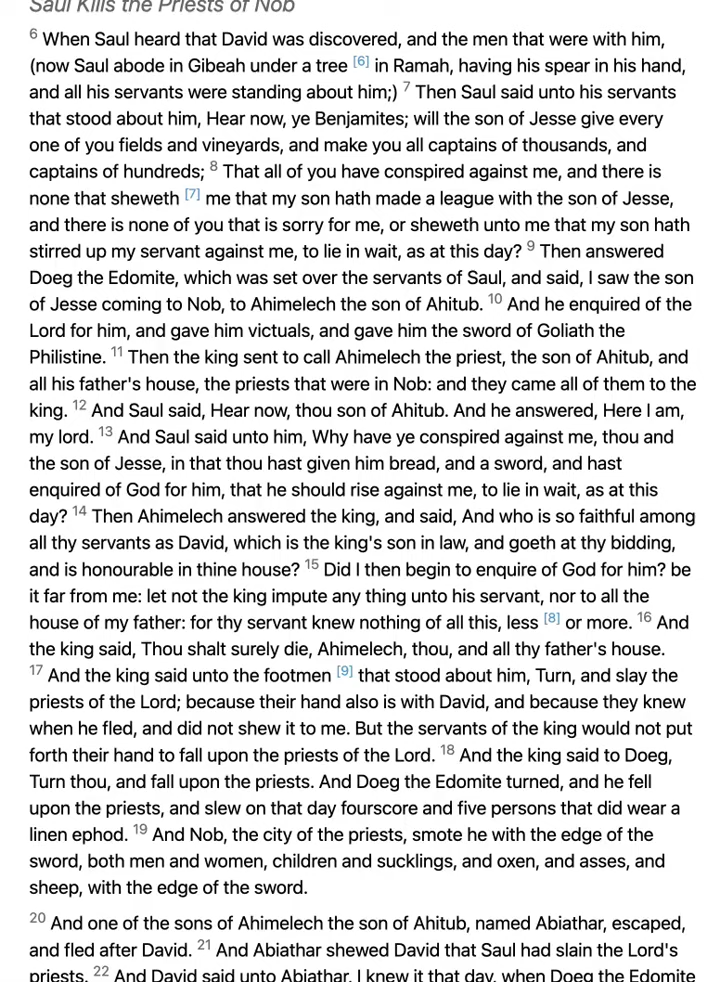 Saul Kills the Priests of Nob
6 When Saul heard that David was discovered, and the men that were with him,
(now Saul abode in Gibeah under a tree [6] in Ramah, having his spear in his hand,
and all his servants were standing about him;) 7 Then Saul said unto his servants
that stood about him, Hear now, ye Benjamites; will the son of Jesse give every
one of you fields and vineyards, and make you all captains of thousands, and
captains of hundreds; 8 That all of you have conspired against me, and there is
none that sheweth [7] me that my son hath made a league with the son of Jesse,
and there is none of you that is sorry for me, or sheweth unto me that my son hath
stirred up my servant against me, to lie in wait, as at this day? 9 Then answered
Doeg the Edomite, which was set over the servants of Saul, and said, I saw the son
of Jesse coming to Nob, to Ahimelech the son of Ahitub. 10 And he enquired of the
Lord for him, and gave him victuals, and gave him the sword of Goliath the
Philistine. 11 Then the king sent to call Ahimelech the priest, the son of Ahitub, and
all his father's house, the priests that were in Nob: and they came all of them to the
king. 12 And Saul said, Hear now, thou son of Ahitub. And he answered, Here I am,
my lord. 13 And Saul said unto him, Why have ye conspired against me, thou and
the son of Jesse, in that thou hast given him bread, and a sword, and hast
enquired of God for him, that he should rise against me, to lie in wait, as at this
day? 14 Then Ahimelech answered the king, and said, And who is so faithful among
all thy servants as David, which is the king's son in law, and goeth at thy bidding,
and is honourable in thine house? 15 Did I then begin to enquire of God for him? be
it far from me: let not the king impute any thing unto his servant, nor to all the
house of my father: for thy servant knew nothing of all this, less [8] or more. 16 And
the king said, Thou shalt surely die, Ahimelech, thou, and all thy father's house.
17 And the king said unto the footmen [9] that stood about him, Turn, and slay the
priests of the Lord; because their hand also is with David, and because they knew
when he fled, and did not shew it to me. But the servants of the king would not put
forth their hand to fall upon the priests of the Lord. 18 And the king said to Doeg,
Turn thou, and fall upon the priests. And Doeg the Edomite turned, and he fell
upon the priests, and slew on that day fourscore and five persons that did wear a
linen ephod. 19 And Nob, the city of the priests, smote he with the edge of the
sword, both men and women, children and sucklings, and oxen, and asses, and
sheep, with the edge of the sword.
20 And one of the sons of Ahimelech the son of Ahitub, named Abiathar, escaped,
and fled after David. 21 And Abiathar shewed David that Saul had slain the Lord's
priests. 22 And David said unto Abiathar, I knew it that day, when Doeg the Edomite